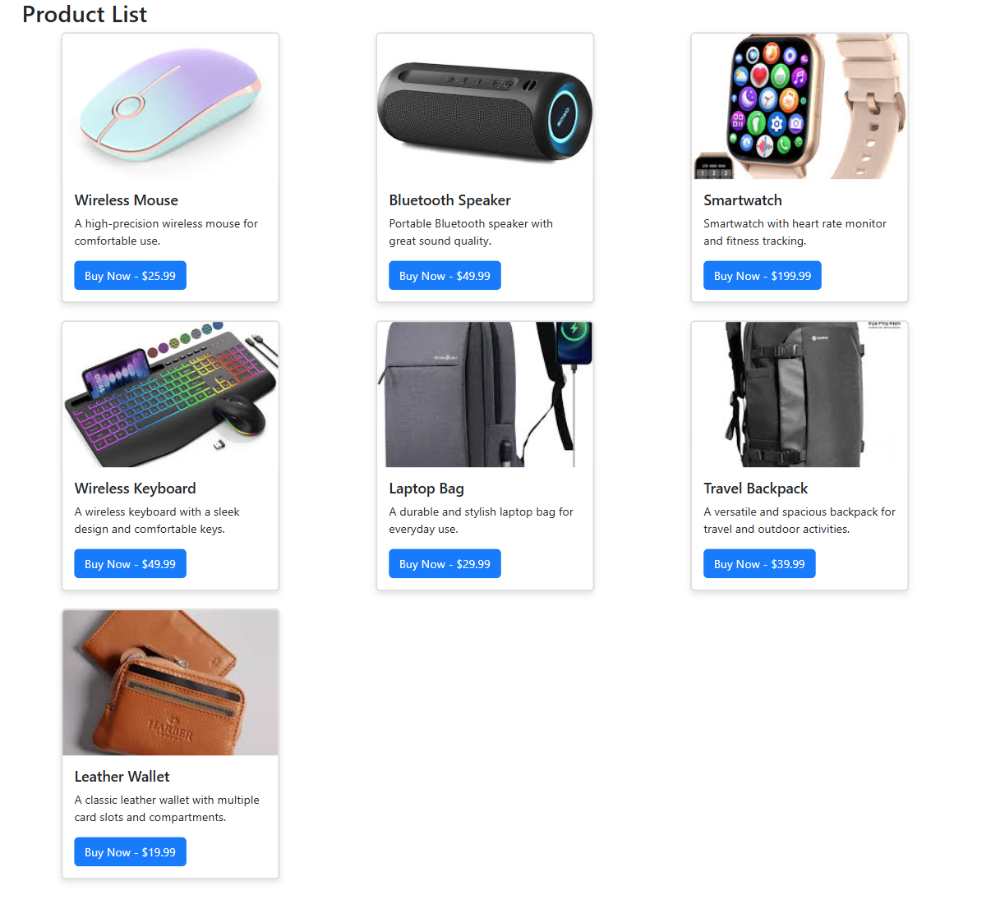 Product List
Wireless Mouse
A high-precision wireless mouse for
comfortable use.
Buy Now - $25.99
Bluetooth Speaker
Portable Bluetooth speaker with
great sound quality.
Buy Now - $49.99
Smartwatch
Smartwatch with heart rate monitor
and fitness tracking.
Buy Now - $199.99
Wireless Keyboard
A wireless keyboard with a sleek
design and comfortable keys.
Buy Now - $49.99
Laptop Bag
A durable and stylish laptop bag for
everyday use.
Buy Now - $29.99
Travel Backpack
A versatile and spacious backpack for
travel and outdoor activities.
Buy Now - $39.99
HARBER
Leather Wallet
A classic leather wallet with multiple
card slots and compartments.
Buy Now - $19.99